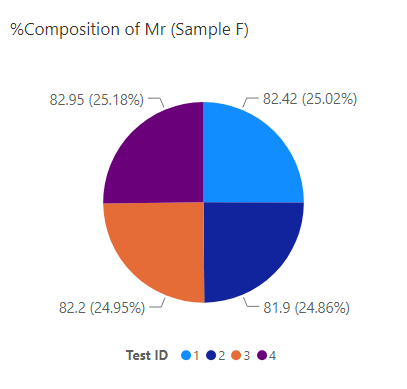 %Composition of Mr (Sample F)
82.95 (25.18%)
82.42 (25.02%)
82.2 (24.95%)
81.9 (24.86%)
Test ID 1 2 3 4